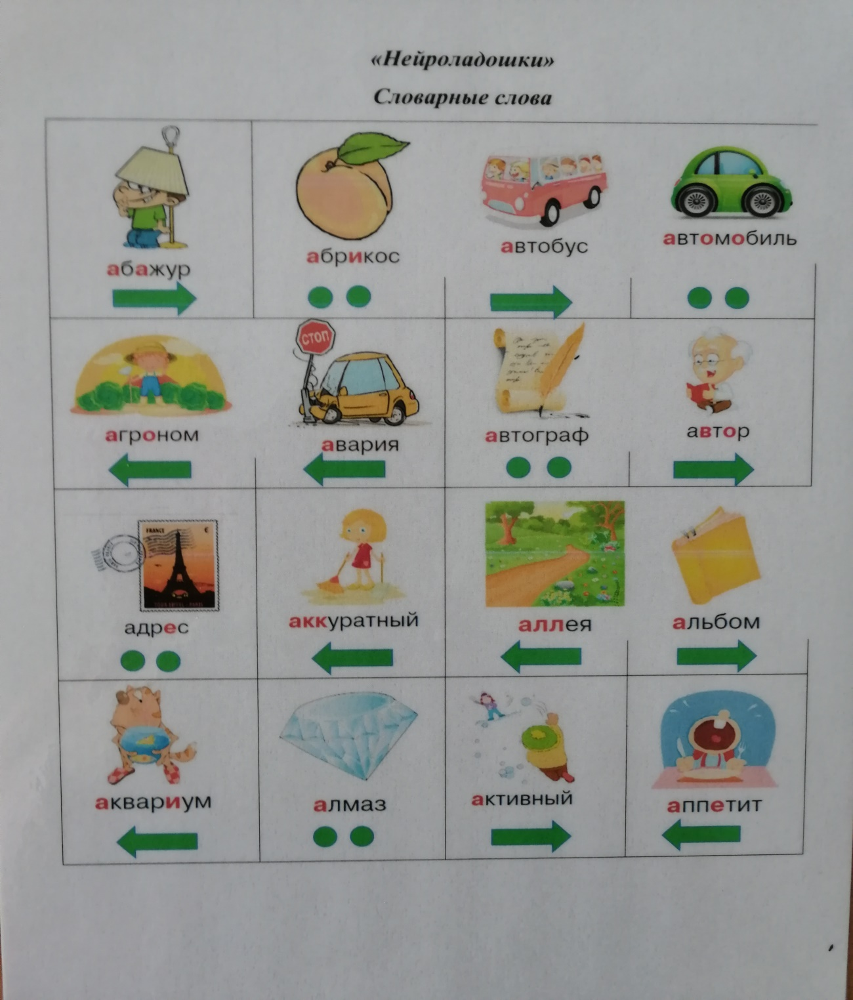 «Нейроладошки»
Словарные слова
абажур
абрикос
автобус
автомобиль
СТОП
агроном
авария
автограф
автор
FRANCE €
адрес
аккуратный
аллея
альбом
аквариум
алмаз
активный
аппетит